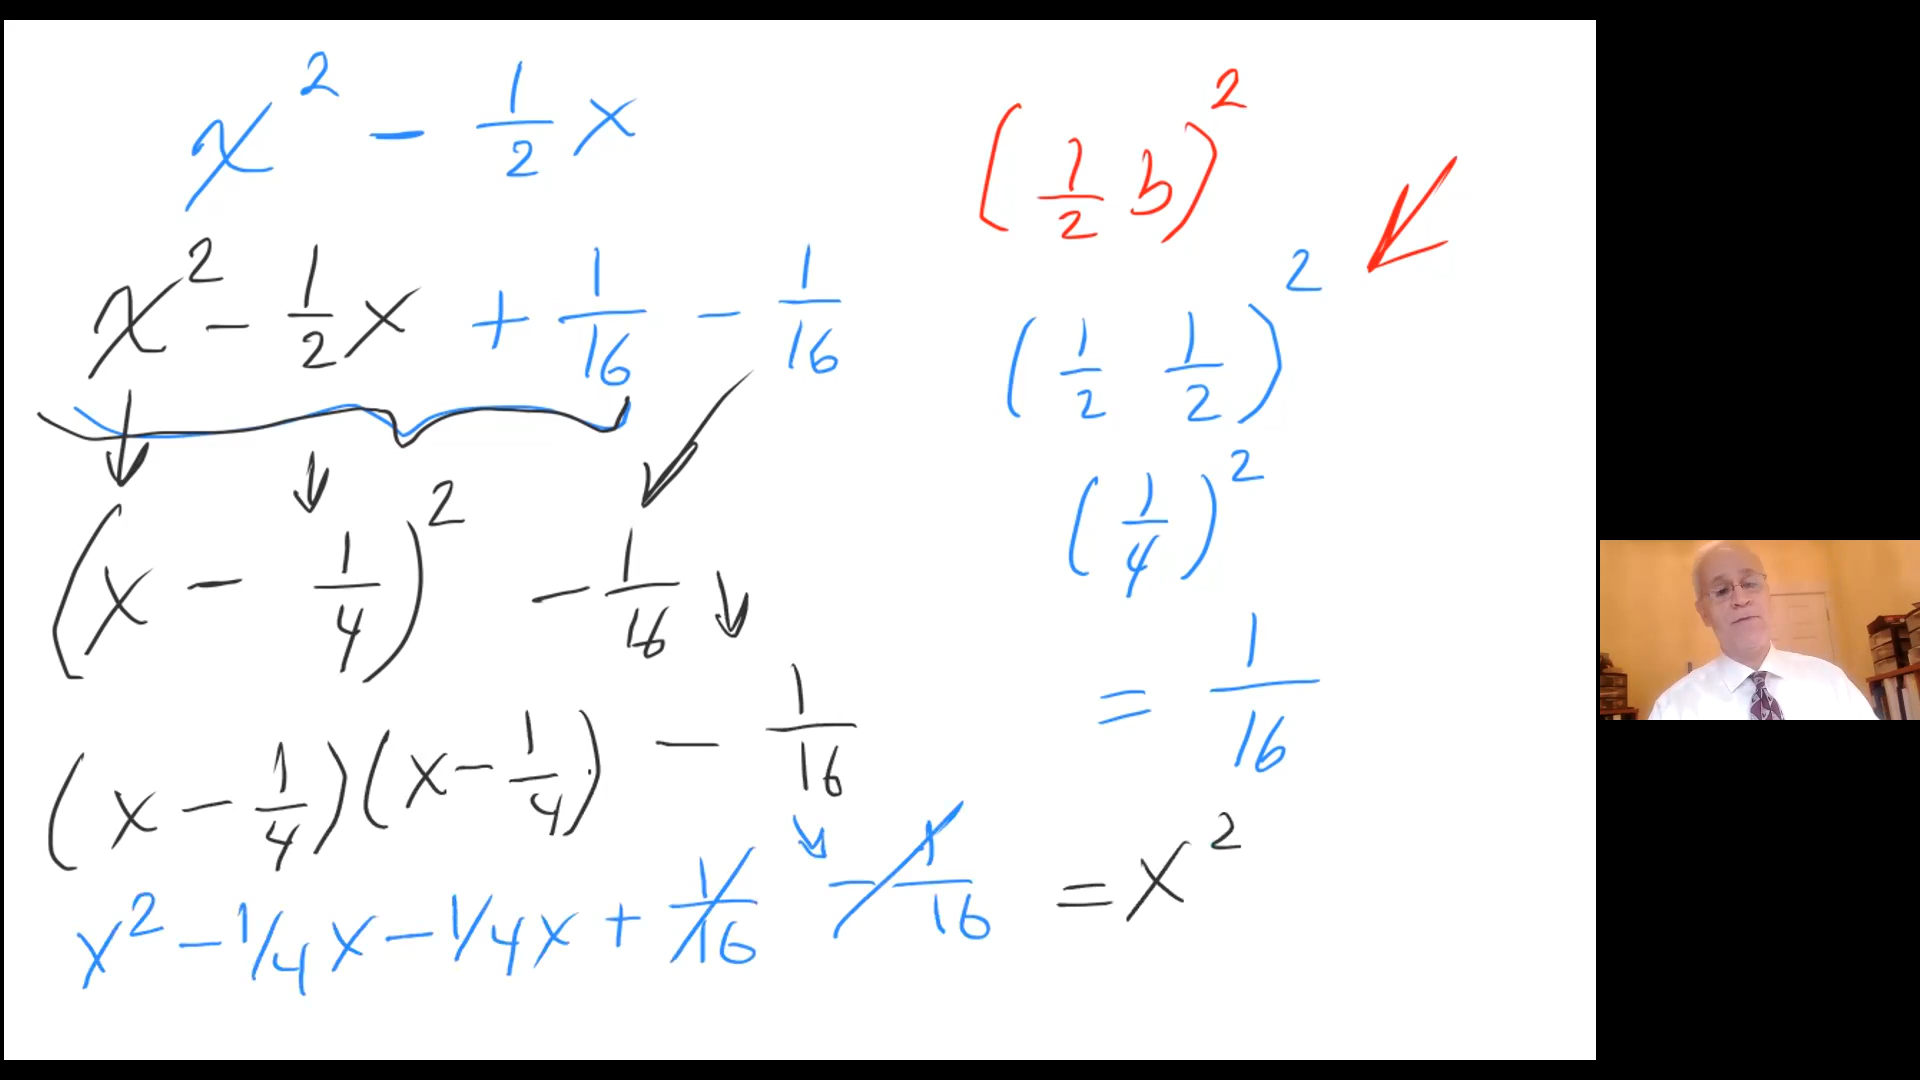 x² - 1/2 x
x² - 1/2 x + 1/16 - 1/16
(x - 1/4)² - 1/16
(x - 1/4)(x - 1/4) - 1/16
x² - 1/4x - 1/4x + 1/16 - 1/16 = x²
(1/2 b)²
(1/2 1/2)²
(1/4)²
= 1/16